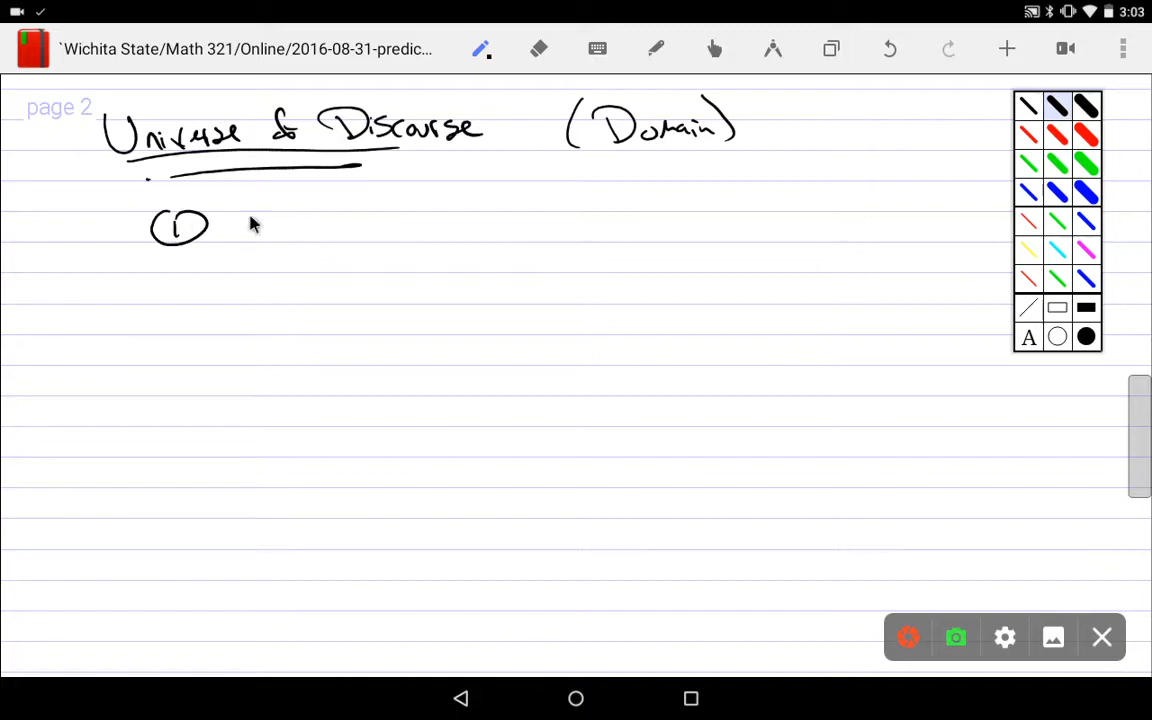 3:03
`Wichita State/Math 321/Online/2016-08-31-predic...
page 2
Universe of Discourse (Domain)
1
A